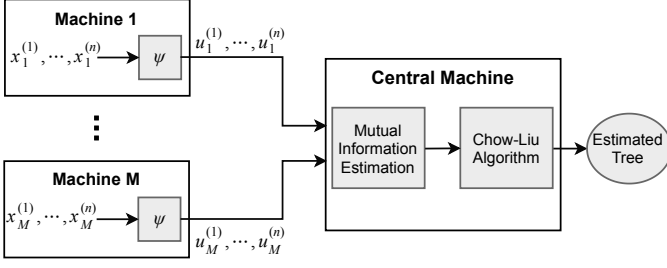 Machine 1
x_1^{(1)}, ⋯, x_1^{(n)}
ψ
u_1^{(1)}, ⋯, u_1^{(n)}
Central Machine
Mutual
Information
Estimation
Chow-Liu
Algorithm
Estimated
Tree
Machine M
x_M^{(1)}, ⋯, x_M^{(n)}
ψ
u_M^{(1)}, ⋯, u_M^{(n)}